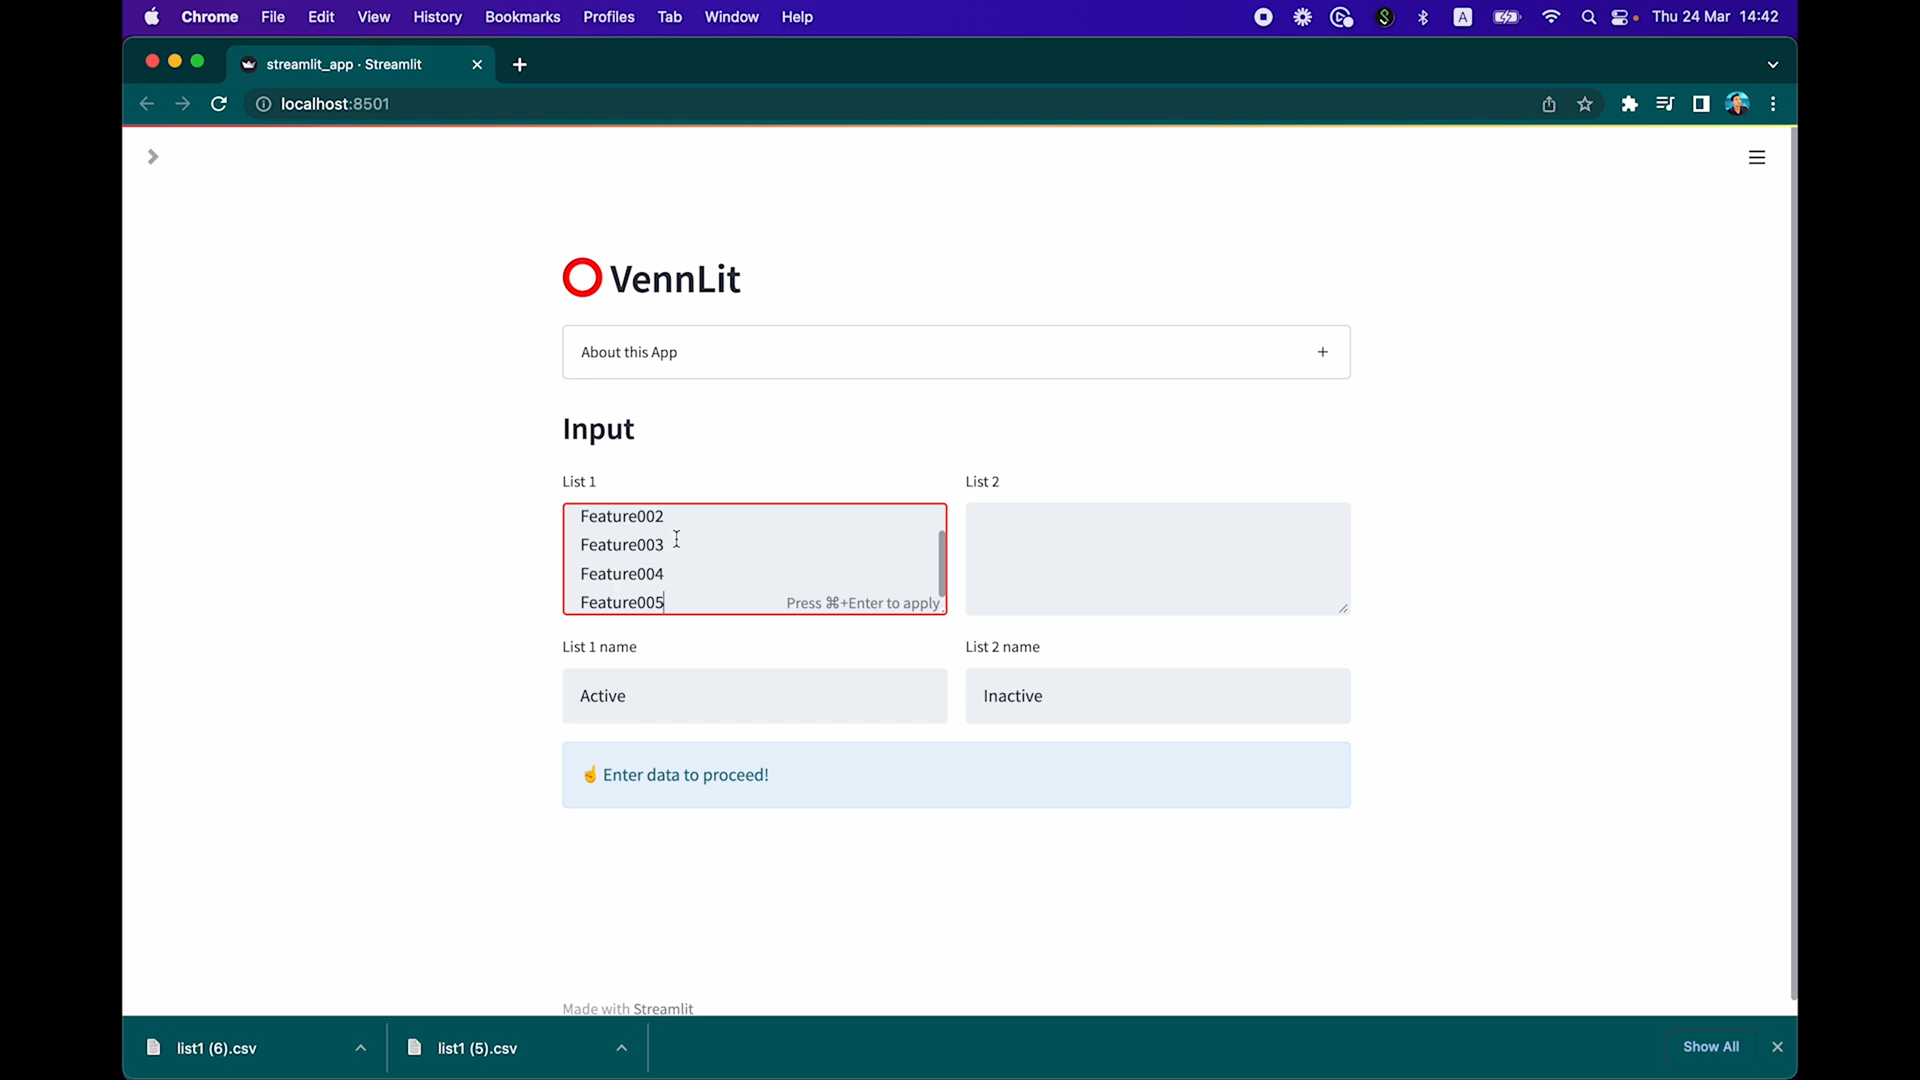 Chrome File Edit View History Bookmarks Profiles Tab Window Help A Thu 24 Mar 14:42
streamlit_app · Streamlit
localhost:8501
VennLit
About this App
Input
List 1 List 2
Feature002
Feature003
Feature004
Feature005 Press ⌘+Enter to apply
List 1 name List 2 name
Active Inactive
☝️ Enter data to proceed!
Made with Streamlit
list1 (6).csv list1 (5).csv Show All